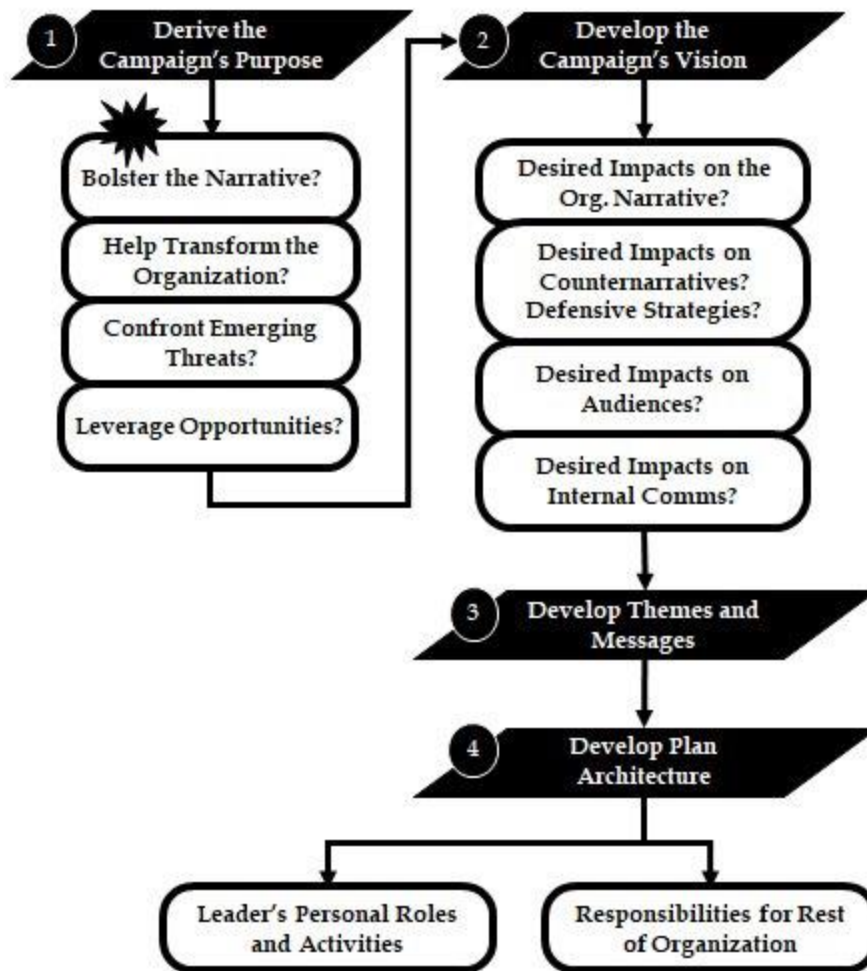 1
Derive the
Campaign's Purpose
Bolster the Narrative?
Help Transform the
Organization?
Confront Emerging
Threats?
Leverage Opportunities?
2
Develop the
Campaign's Vision
Desired Impacts on the
Org. Narrative?
Desired Impacts on
Counternarratives?
Defensive Strategies?
Desired Impacts on
Audiences?
Desired Impacts on
Internal Comms?
3
Develop Themes and
Messages
4
Develop Plan
Architecture
Leader's Personal Roles
and Activities
Responsibilities for Rest
of Organization